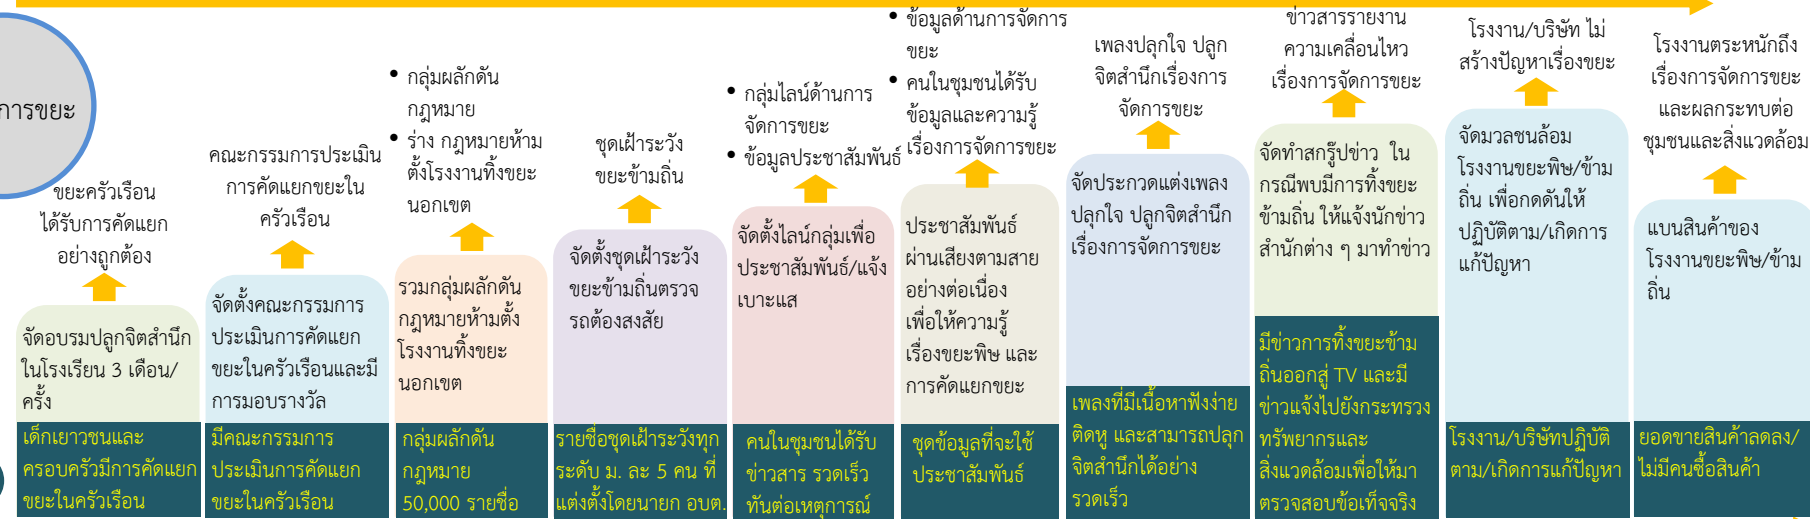 การขยะ
ขยะครัวเรือน
ได้รับการคัดแยก
อย่างถูกต้อง
จัดอบรมปลูกจิตสำนึก
ในโรงเรียน 3 เดือน/
ครั้ง
เด็กเยาวชนและ
ครอบครัวมีการคัดแยก
ขยะในครัวเรือน
คณะกรรมการประเมิน
การคัดแยกขยะใน
ครัวเรือน
จัดตั้งคณะกรรมการ
ประเมินการคัดแยก
ขยะในครัวเรือนและมี
การมอบรางวัล
มีคณะกรรมการ
ประเมินการคัดแยก
ขยะในครัวเรือน
• กลุ่มผลักดัน
กฎหมาย
• ร่าง กฎหมายห้าม
ตั้งโรงงานทิ้งขยะ
นอกเขต
รวมกลุ่มผลักดัน
กฎหมายห้ามตั้ง
โรงงานทิ้งขยะ
นอกเขต
กลุ่มผลักดัน
กฎหมาย
50,000 รายชื่อ
ชุดเฝ้าระวัง
ขยะข้ามถิ่น
จัดตั้งชุดเฝ้าระวัง
ขยะข้ามถิ่นตรวจ
รถต้องสงสัย
รายชื่อชุดเฝ้าระวังทุก
ระดับ ม. ละ 5 คน ที่
แต่งตั้งโดยนายก อบต.
• กลุ่มไลน์ด้านการ
จัดการขยะ
• ข้อมูลประชาสัมพันธ์
จัดตั้งไลน์กลุ่มเพื่อ
ประชาสัมพันธ์/แจ้ง
เบาะแส
คนในชุมชนได้รับ
ข่าวสาร รวดเร็ว
ทันต่อเหตุการณ์
• ข้อมูลด้านการจัดการ
ขยะ
• คนในชุมชนได้รับ
ข้อมูลและความรู้
เรื่องการจัดการขยะ
ประชาสัมพันธ์
ผ่านเสียงตามสาย
อย่างต่อเนื่อง
เพื่อให้ความรู้
เรื่องขยะพิษ และ
การคัดแยกขยะ
ชุดข้อมูลที่จะใช้
ประชาสัมพันธ์
เพลงปลุกใจ ปลูก
จิตสำนึกเรื่องการ
จัดการขยะ
จัดประกวดแต่งเพลง
ปลุกใจ ปลูกจิตสำนึก
เรื่องการจัดการขยะ
เพลงที่มีเนื้อหาฟังง่าย
ติดหู และสามารถปลุก
จิตสำนึกได้อย่าง
รวดเร็ว
ข่าวสารรายงาน
ความเคลื่อนไหว
เรื่องการจัดการขยะ
จัดทำสกรู๊ปข่าว ใน
กรณีพบมีการทิ้งขยะ
ข้ามถิ่น ให้แจ้งนักข่าว
สำนักต่าง ๆ มาทำข่าว
มีข่าวการทิ้งขยะข้าม
ถิ่นออกสู่ TV และมี
ข่าวแจ้งไปยังกระทรวง
ทรัพยากรและ
สิ่งแวดล้อมเพื่อให้มา
ตรวจสอบข้อเท็จจริง
โรงงาน/บริษัท ไม่
สร้างปัญหาเรื่องขยะ
จัดมวลชนล้อม
โรงงานขยะพิษ/ข้าม
ถิ่น เพื่อกดดันให้
ปฏิบัติตาม/เกิดการ
แก้ปัญหา
โรงงาน/บริษัทปฏิบัติ
ตาม/เกิดการแก้ปัญหา
โรงงานตระหนักถึง
เรื่องการจัดการขยะ
และผลกระทบต่อ
ชุมชนและสิ่งแวดล้อม
แบนสินค้าของ
โรงงานขยะพิษ/ข้าม
ถิ่น
ยอดขายสินค้าลดลง/
ไม่มีคนซื้อสินค้า